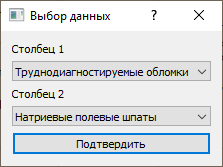 Выбор данных
Столбец 1
Труднодиагностируемые обломки
Столбец 2
Натриевые полевые шпаты
Подтвердить